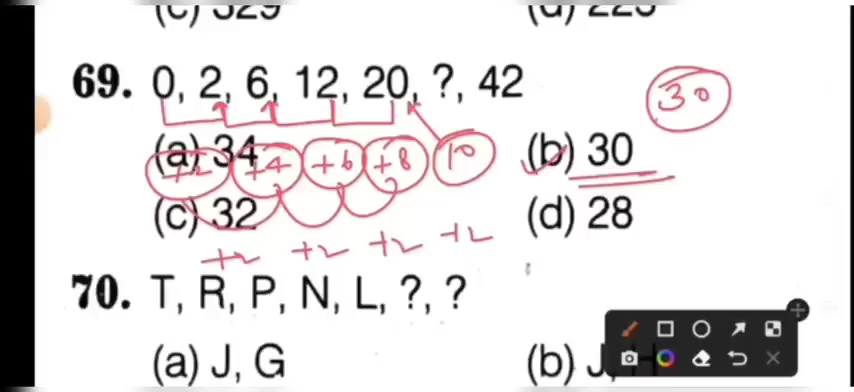 69. 0, 2, 6, 12, 20, ?, 42
30
(a) 34 (b) 30
+2 +4 +6 +8 10
(c) 32 (d) 28
+2 +2 +2 +2
70. T, R, P, N, L, ?, ?
(a) J, G (b) J, H